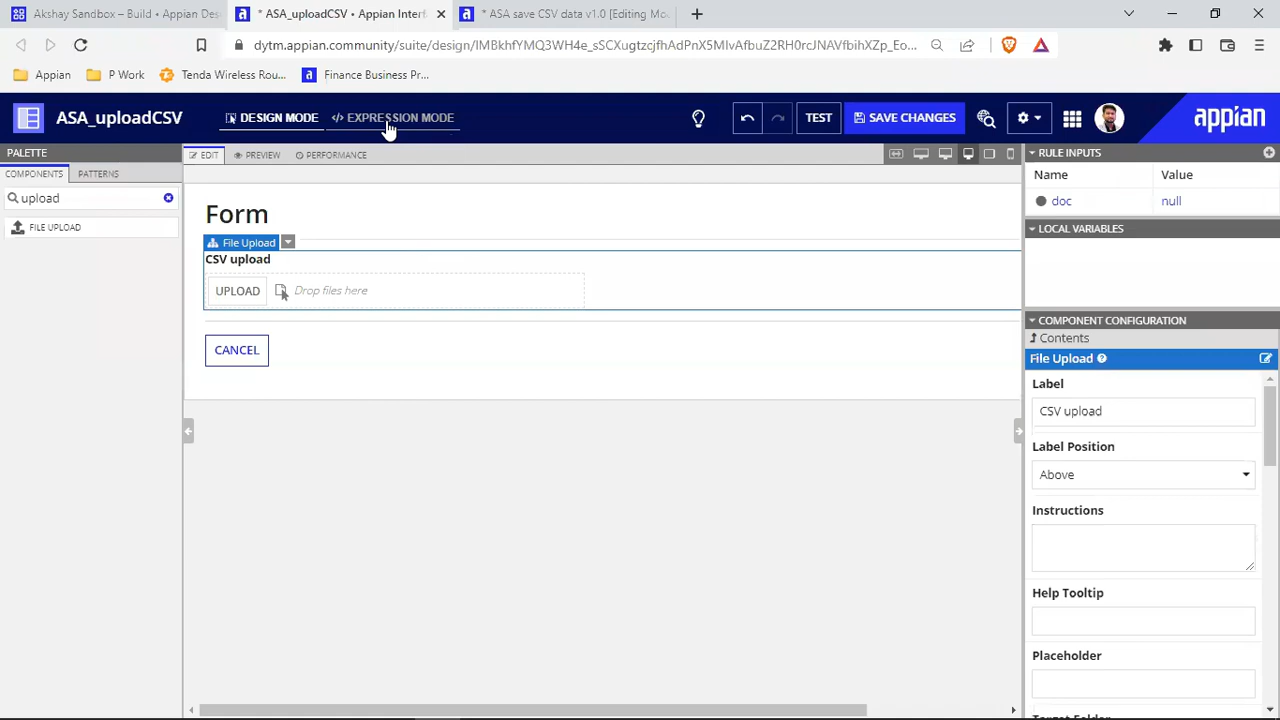 Akshay Sandbox – Build • Appian Des
* ASA_uploadCSV • Appian Interf
* ASA save CSV data v1.0 [Editing Mo
dytm.appian.community/suite/design/
Appian
P Work
Tenda Wireless Rou...
Finance Business Pr...
ASA_uploadCSV
DESIGN MODE
</> EXPRESSION MODE
TEST
SAVE CHANGES
appian
PALETTE
EDIT
PREVIEW
PERFORMANCE
RULE INPUTS
COMPONENTS
PATTERNS
Name
Value
upload
doc
null
FILE UPLOAD
Form
LOCAL VARIABLES
File Upload
CSV upload
UPLOAD
Drop files here
COMPONENT CONFIGURATION
Contents
CANCEL
File Upload
Label
CSV upload
Label Position
Above
Instructions
Help Tooltip
Placeholder
Target Folder